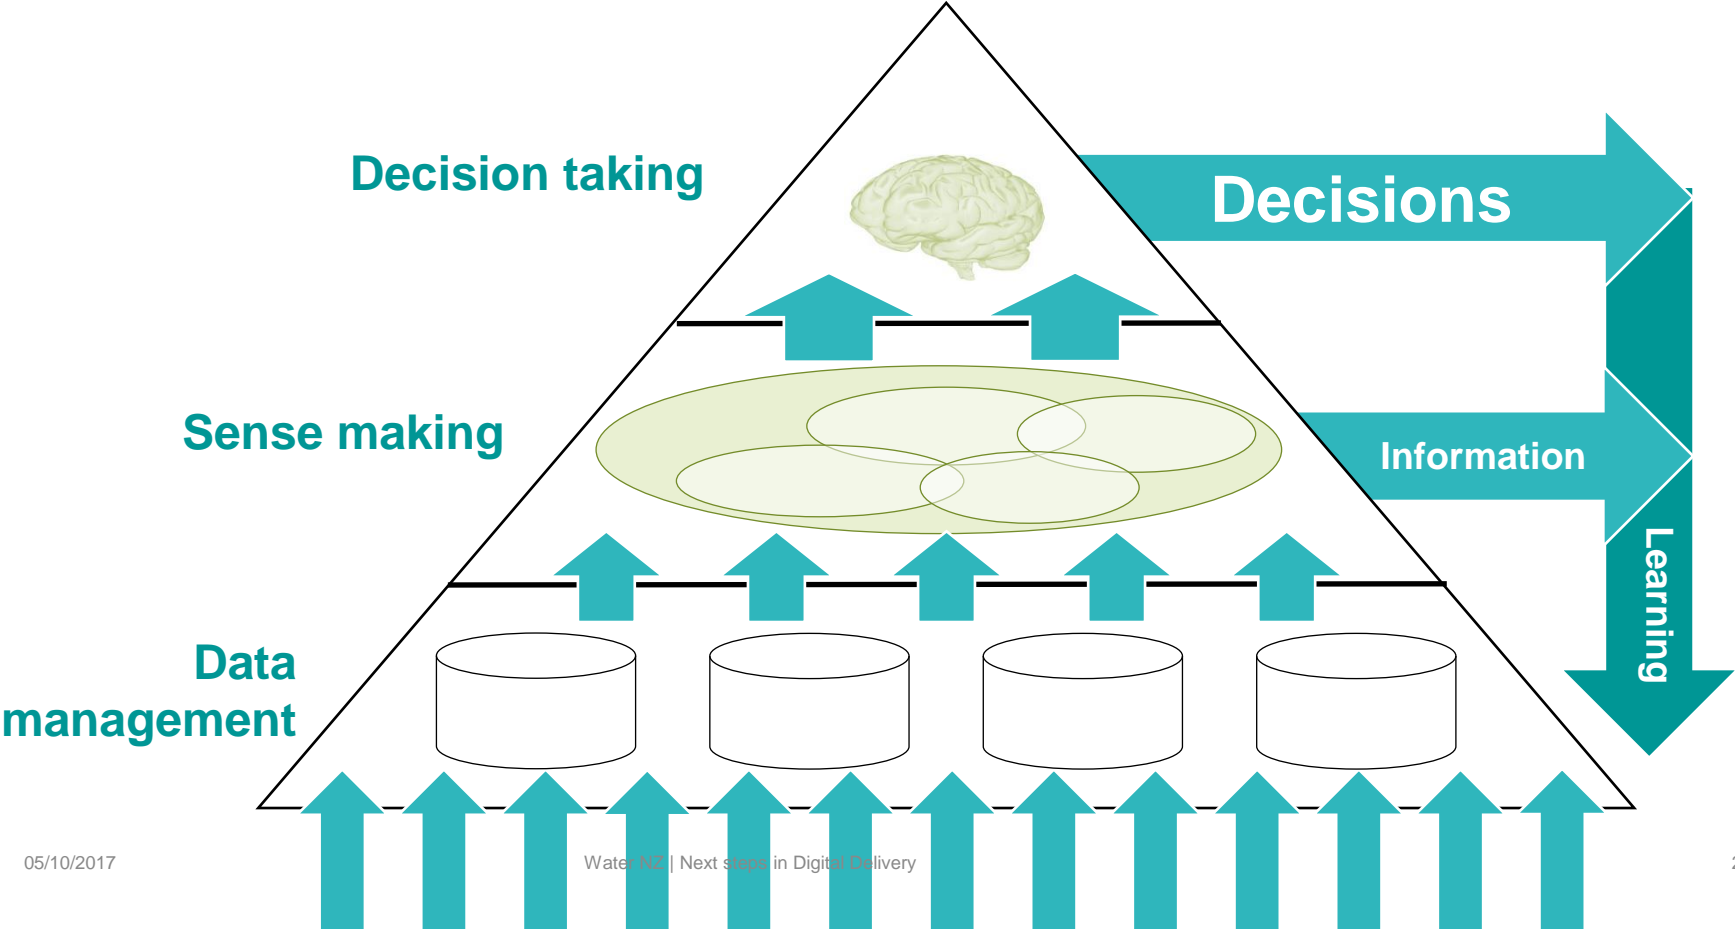 Decision taking
Decisions
Sense making
Information
Learning
Data
management
05/10/2017
Water NZ | Next steps in Digital Delivery